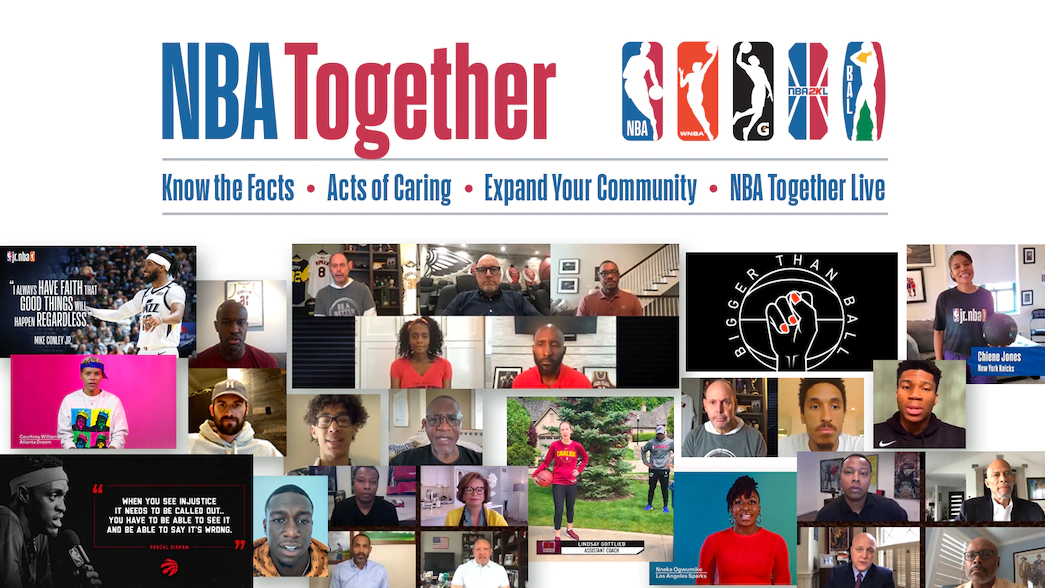 NBA Together
NBA
WNBA
G
NBA2KL
BAL
Know the Facts • Acts of Caring • Expand Your Community • NBA Together Live
jr.nba
“I ALWAYS HAVE FAITH THAT
GOOD THINGS WILL
HAPPEN REGARDLESS.”
MIKE CONLEY JR.
8
BIGGER THAN BALL
jr.nba
Chiene Jones
New York Knicks
Courtney Williams
Atlanta Dream
H
CAVALIERS
“ WHEN YOU SEE INJUSTICE
IT NEEDS TO BE CALLED OUT..
YOU HAVE TO BE ABLE TO SEE IT
AND BE ABLE TO SAY IT'S WRONG. ”
PASCAL SIAKAM
LINDSAY GOTTLIEB
ASSISTANT COACH
Nneka Ogwumike
Los Angeles Sparks